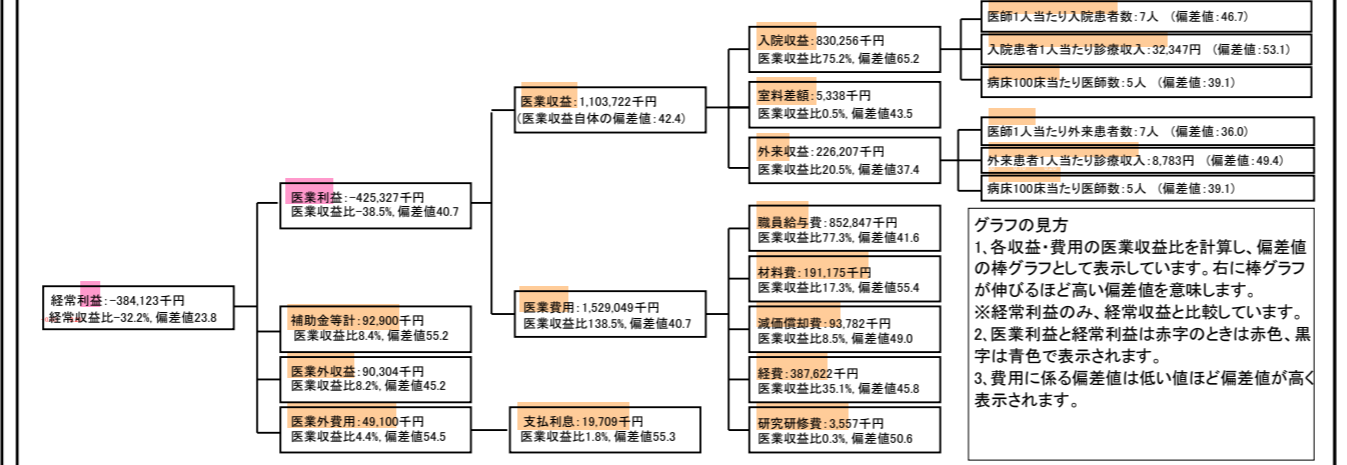 経常利益:-384,123千円
経常収益比-32.2%, 偏差値23.8
医業利益:-425,327千円
医業収益比-38.5%, 偏差値40.7
補助金等計:92,900千円
医業収益比8.4%, 偏差値55.2
医業外収益:90,304千円
医業収益比8.2%, 偏差値45.2
医業外費用:49,100千円
医業収益比4.4%, 偏差値54.5
支払利息:19,709千円
医業収益比1.8%, 偏差値55.3
医業収益:1,103,722千円
(医業収益自体の偏差値:42.4)
医業費用:1,529,049千円
医業収益比138.5%, 偏差値40.7
入院収益:830,256千円
医業収益比75.2%, 偏差値65.2
室料差額:5,338千円
医業収益比0.5%, 偏差値43.5
外来収益:226,207千円
医業収益比20.5%, 偏差値37.4
職員給与費:852,847千円
医業収益比77.3%, 偏差値41.6
材料費:191,175千円
医業収益比17.3%, 偏差値55.4
減価償却費:93,782千円
医業収益比8.5%, 偏差値49.0
経費:387,622千円
医業収益比35.1%, 偏差値45.8
研究研修費:3,557千円
医業収益比0.3%, 偏差値50.6
医師1人当たり入院患者数:7人 (偏差値:46.7)
入院患者1人当たり診療収入:32,347円 (偏差値:53.1)
病床100床当たり医師数:5人 (偏差値:39.1)
医師1人当たり外来患者数:7人 (偏差値:36.0)
外来患者1人当たり診療収入:8,783円 (偏差値:49.4)
病床100床当たり医師数:5人 (偏差値:39.1)
グラフの見方
1、各収益・費用の医業収益比を計算し、偏差値
の棒グラフとして表示しています。右に棒グラフ
が伸びるほど高い偏差値を意味します。
※経常利益のみ、経常収益と比較しています。
2、医業利益と経常利益は赤字のときは赤色、黒
字は青色で表示されます。
3、費用に係る偏差値は低い値ほど偏差値が高く
表示されます。